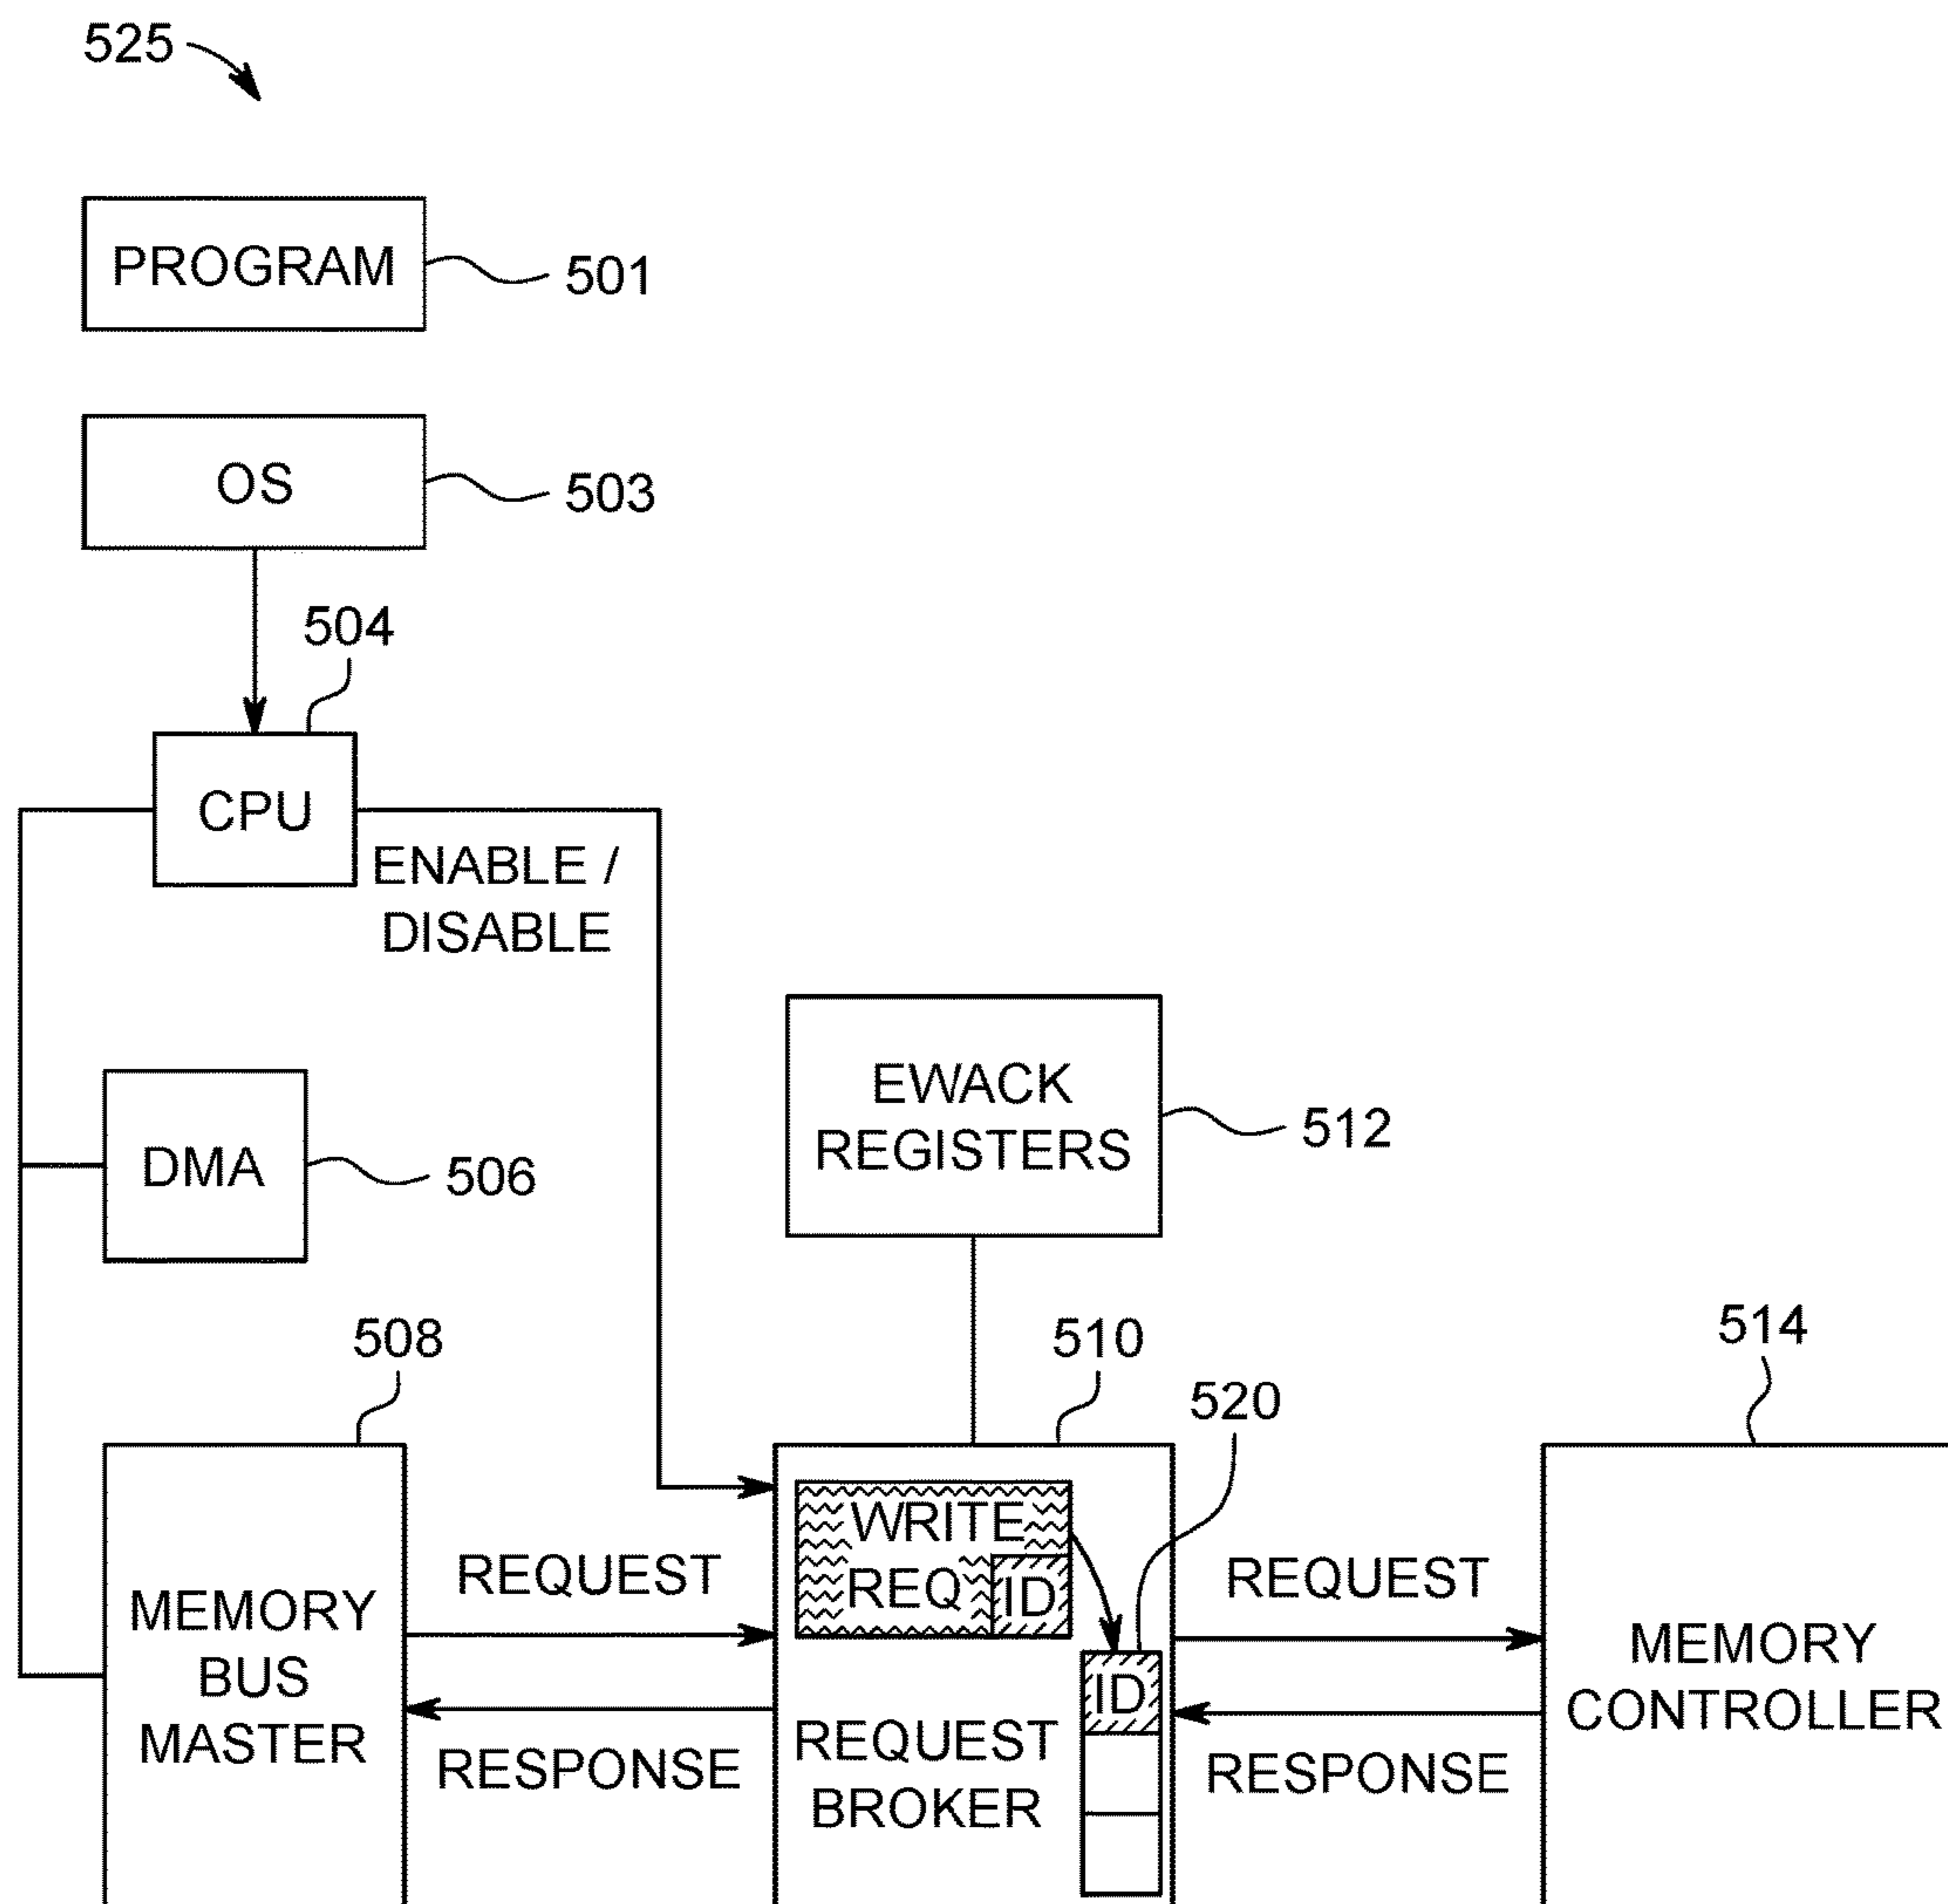 525
PROGRAM
501
OS
503
504
CPU
ENABLE /
DISABLE
EWACK
REGISTERS
512
DMA
506
508
510
514
520
WRITE
REQ
ID
REQUEST
REQUEST
MEMORY
BUS
MASTER
ID
MEMORY
CONTROLLER
REQUEST
BROKER
RESPONSE
RESPONSE